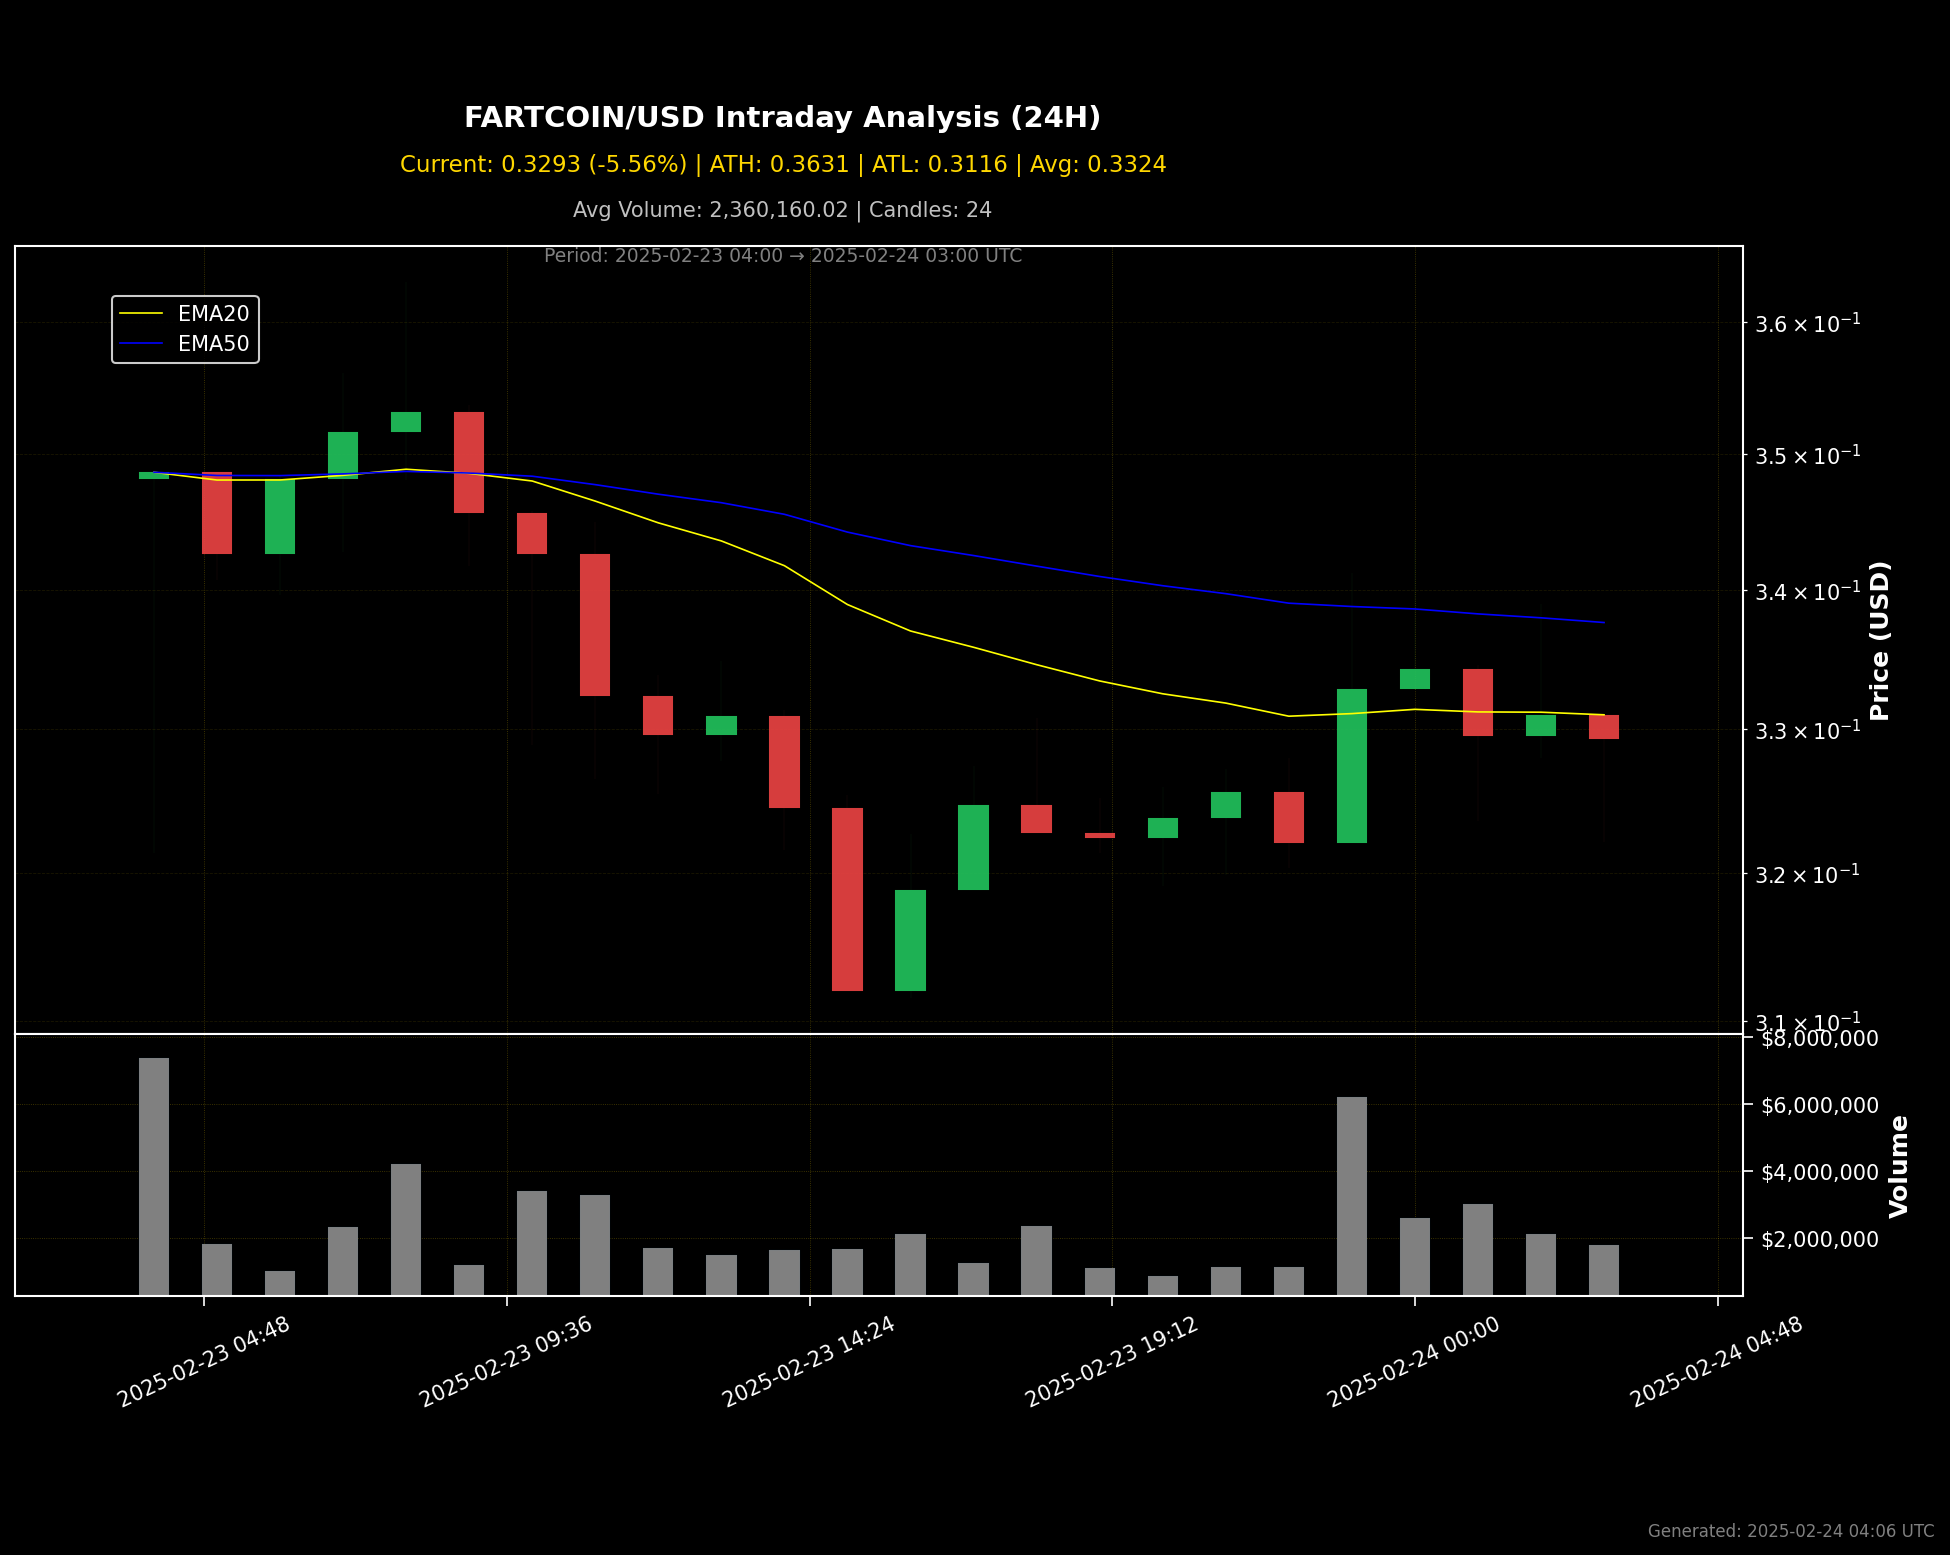 FARTCOIN/USD Intraday Analysis (24H)
Current: 0.3293 (-5.56%) | ATH: 0.3631 | ATL: 0.3116 | Avg: 0.3324
Avg Volume: 2,360,160.02 | Candles: 24
Period: 2025-02-23 04:00 → 2025-02-24 03:00 UTC
EMA20
EMA50
3.6 × 10⁻¹
3.5 × 10⁻¹
3.4 × 10⁻¹
3.3 × 10⁻¹
3.2 × 10⁻¹
3.1 × 10⁻¹
Price (USD)
$8,000,000
$6,000,000
$4,000,000
$2,000,000
Volume
2025-02-23 04:48
2025-02-23 09:36
2025-02-23 14:24
2025-02-23 19:12
2025-02-24 00:00
2025-02-24 04:48
Generated: 2025-02-24 04:06 UTC